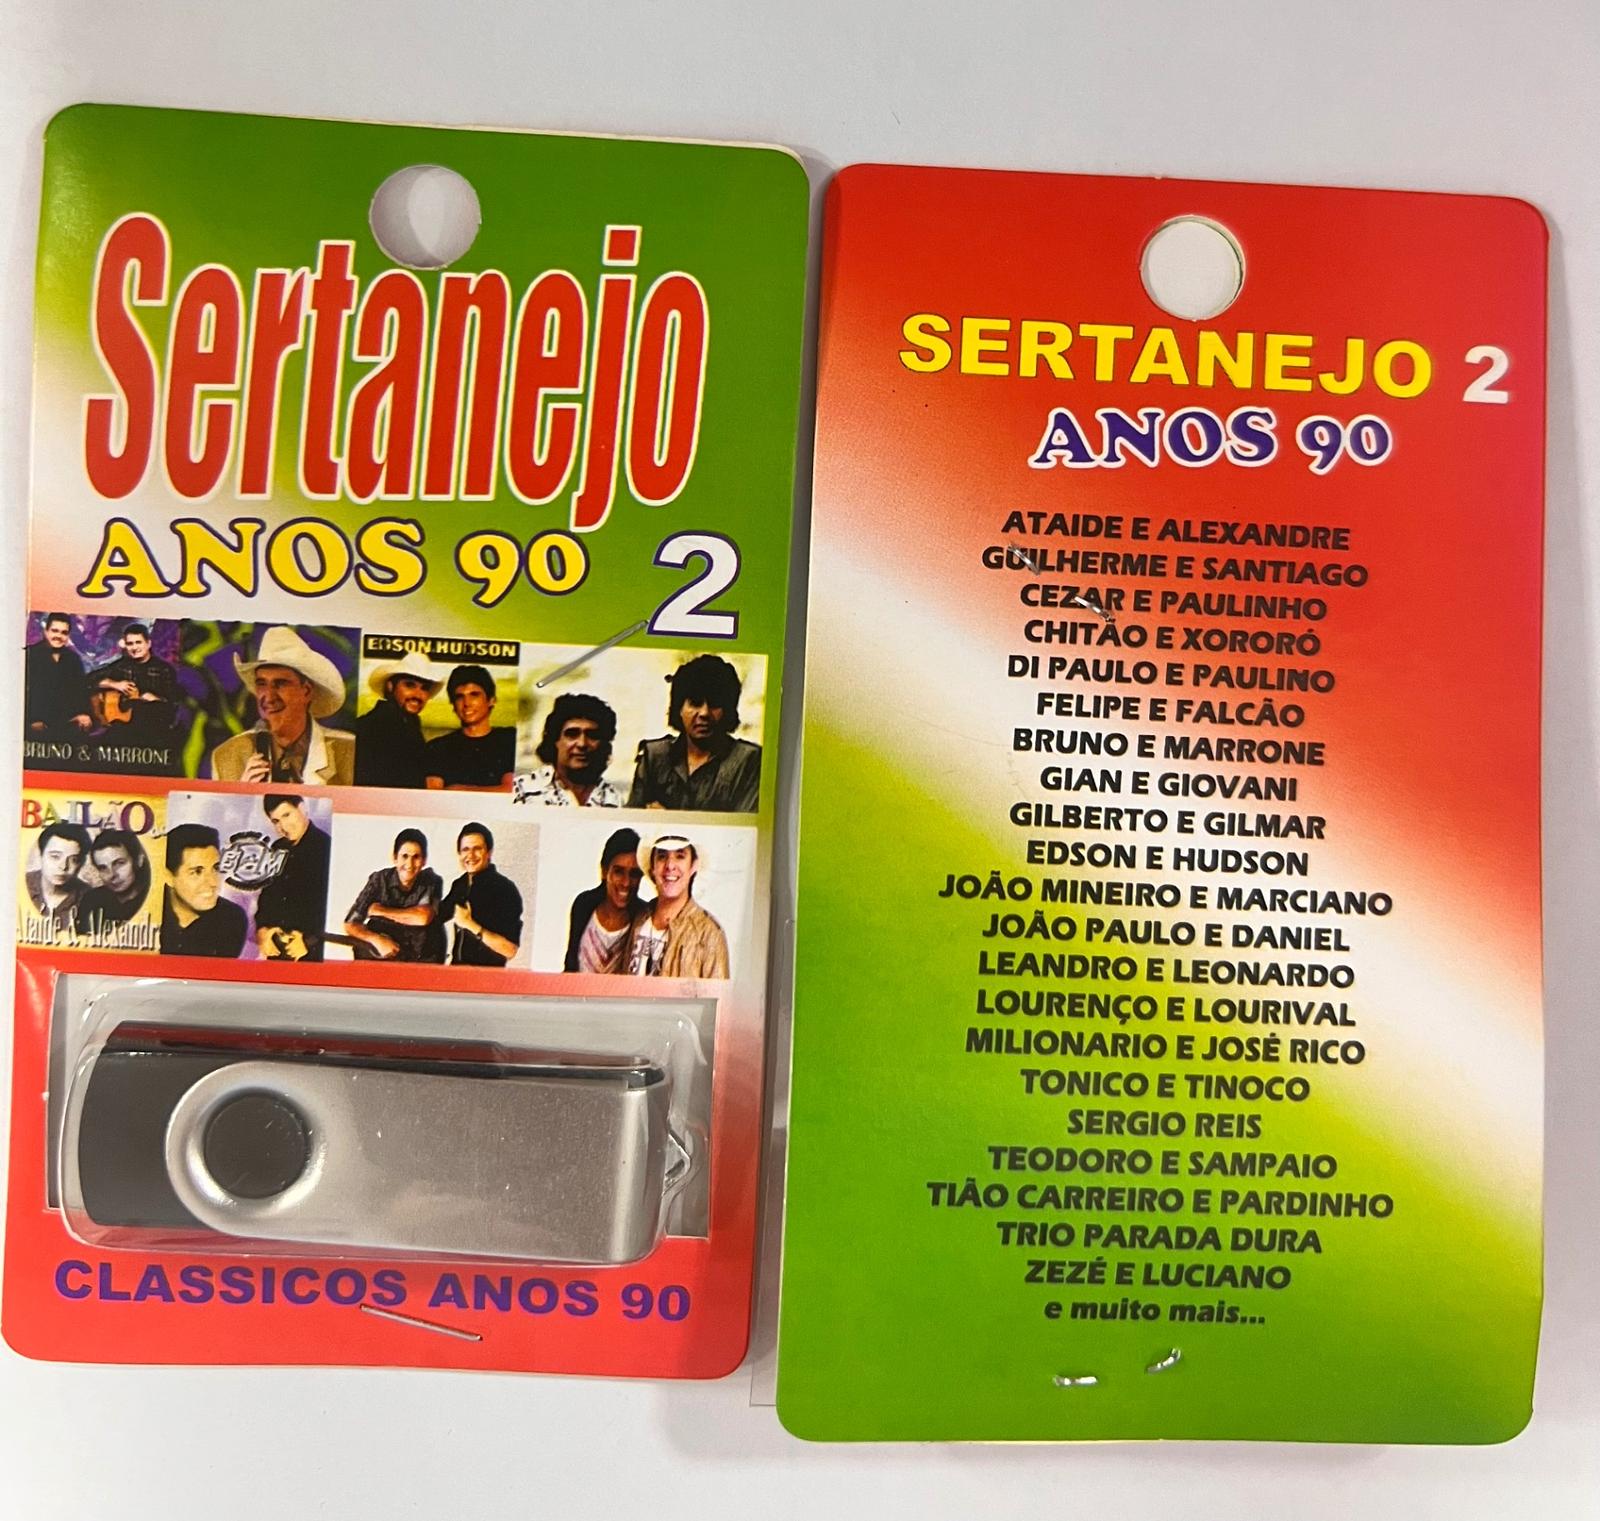 Sertanejo
ANOS 90 2
EDSON HUDSON
BRUNO & MARRONE
BAILÃO
B&M
Ataíde & Alexandre
CLASSICOS ANOS 90
SERTANEJO 2
ANOS 90
ATAIDE E ALEXANDRE
GUILHERME E SANTIAGO
CEZAR E PAULINHO
CHITÃO E XORORÓ
DI PAULO E PAULINO
FELIPE E FALCÃO
BRUNO E MARRONE
GIAN E GIOVANI
GILBERTO E GILMAR
EDSON E HUDSON
JOÃO MINEIRO E MARCIANO
JOÃO PAULO E DANIEL
LEANDRO E LEONARDO
LOURENÇO E LOURIVAL
MILIONARIO E JOSÉ RICO
TONICO E TINOCO
SERGIO REIS
TEODORO E SAMPAIO
TIÃO CARREIRO E PARDINHO
TRIO PARADA DURA
ZEZÉ E LUCIANO
e muito mais...